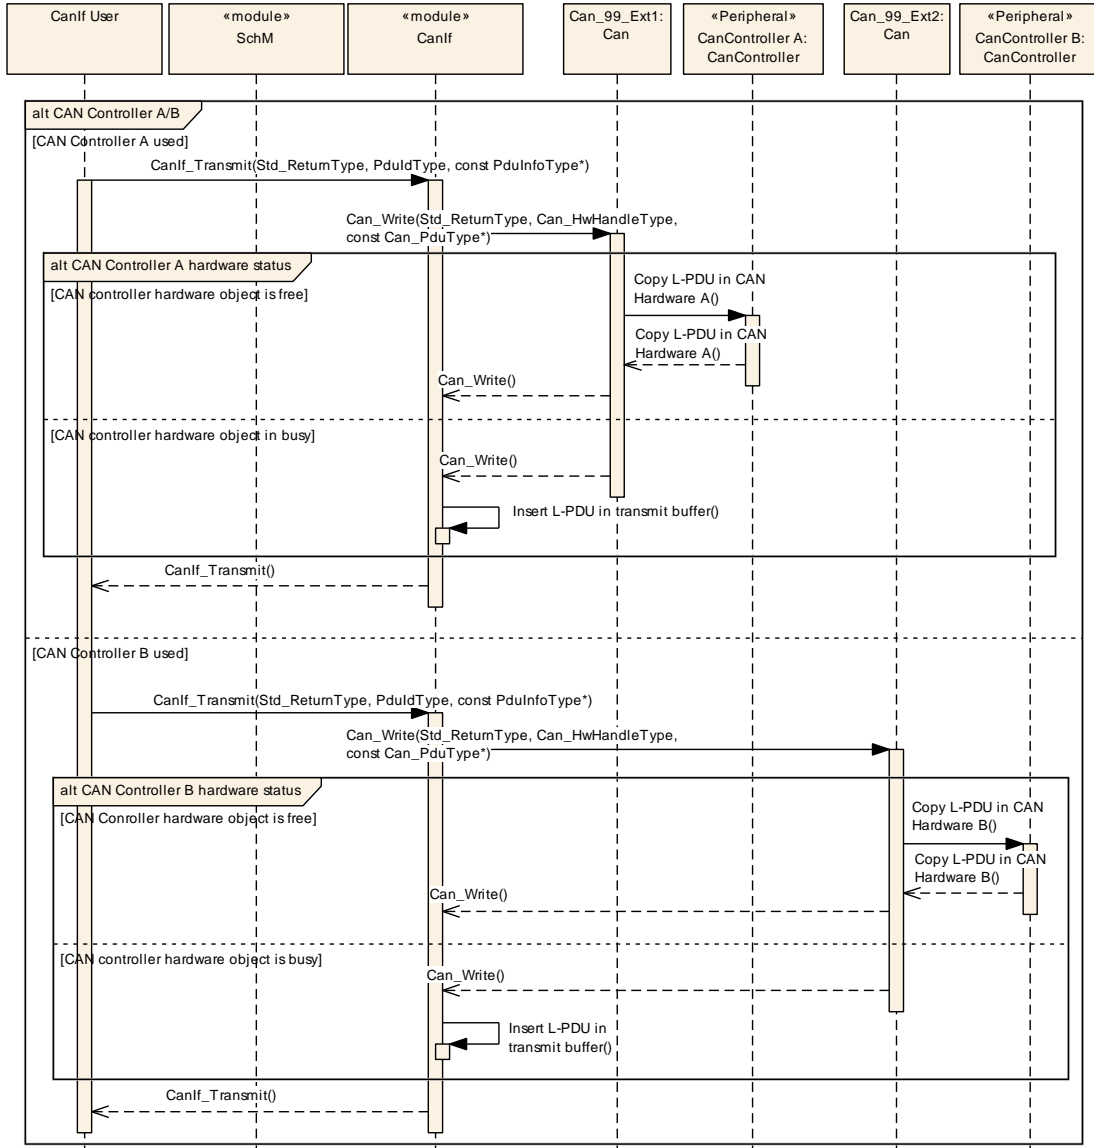 CanIf User
«module»
SchM
«module»
CanIf
Can_99_Ext1:
Can
«Peripheral»
CanController A:
CanController
Can_99_Ext2:
Can
«Peripheral»
CanController B:
CanController
alt CAN Controller A/B
[CAN Controller A used]
CanIf_Transmit(Std_ReturnType, PduIdType, const PduInfoType*)
Can_Write(Std_ReturnType, Can_HwHandleType,
const Can_PduType*)
alt CAN Controller A hardware status
[CAN controller hardware object is free]
Copy L-PDU in CAN
Hardware A()
Copy L-PDU in CAN
Hardware A()
Can_Write()
[CAN controller hardware object in busy]
Can_Write()
Insert L-PDU in transmit buffer()
CanIf_Transmit()
[CAN Controller B used]
CanIf_Transmit(Std_ReturnType, PduIdType, const PduInfoType*)
Can_Write(Std_ReturnType, Can_HwHandleType,
const Can_PduType*)
alt CAN Controller B hardware status
[CAN Conroller hardware object is free]
Copy L-PDU in CAN
Hardware B()
Copy L-PDU in CAN
Hardware B()
Can_Write()
[CAN controller hardware object is busy]
Can_Write()
Insert L-PDU in
transmit buffer()
CanIf_Transmit()